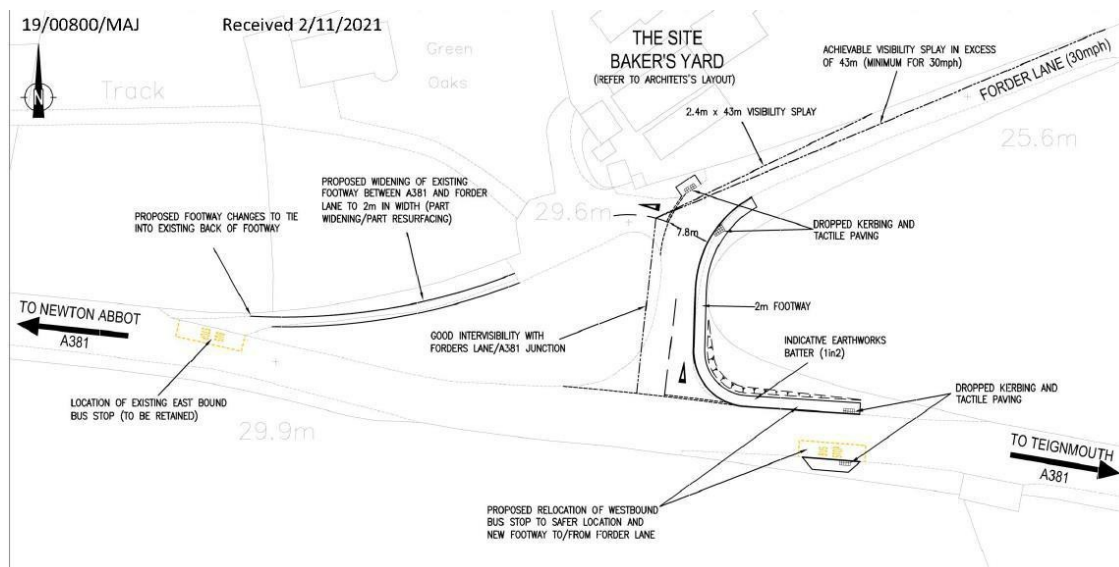 19/00800/MAJ
Received 2/11/2021
Green
Oaks
Track
N
THE SITE
BAKER'S YARD
(REFER TO ARCHITETS'S LAYOUT)
ACHIEVABLE VISIBILITY SPLAY IN EXCESS
OF 43m (MINIMUM FOR 30mph)
FORDER LANE (30mph)
2.4m x 43m VISIBILITY SPLAY
25.6m
PROPOSED WIDENING OF EXISTING
FOOTWAY BETWEEN A381 AND FORDER
LANE TO 2m IN WIDTH (PART
WIDENING/PART RESURFACING)
PROPOSED FOOTWAY CHANGES TO TIE
INTO EXISTING BACK OF FOOTWAY
29.6m
7.8m
DROPPED KERBING AND
TACTILE PAVING
TO NEWTON ABBOT
A381
2m FOOTWAY
GOOD INTERVISIBILITY WITH
FORDERS LANE/A381 JUNCTION
INDICATIVE EARTHWORKS
BATTER (1in2)
LOCATION OF EXISTING EAST BOUND
BUS STOP (TO BE RETAINED)
DROPPED KERBING AND
TACTILE PAVING
29.9m
TO TEIGNMOUTH
A381
PROPOSED RELOCATION OF WESTBOUND
BUS STOP TO SAFER LOCATION AND
NEW FOOTWAY TO/FROM FORDER LANE